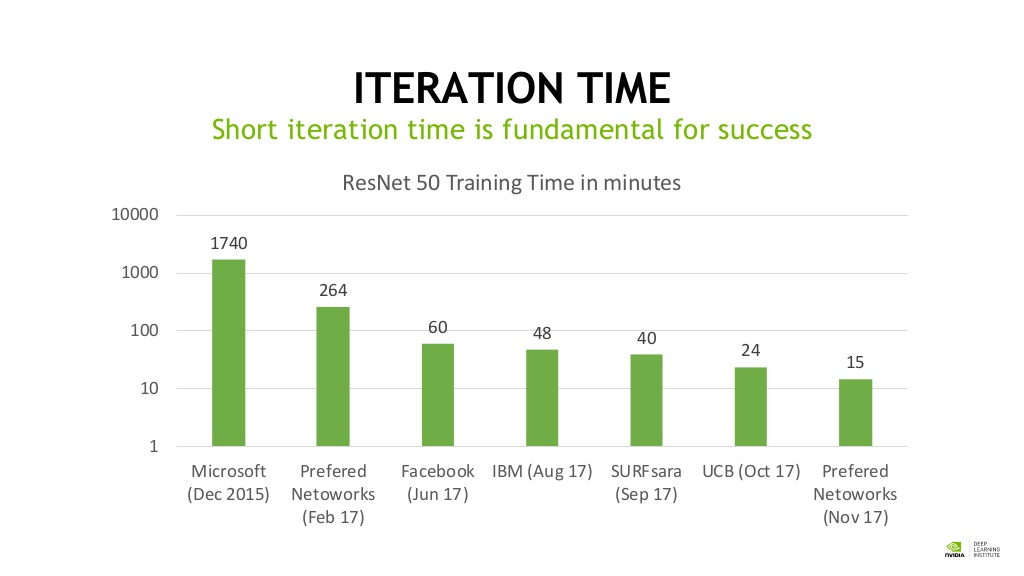 ITERATION TIME
Short iteration time is fundamental for success
ResNet 50 Training Time in minutes
10000
1000
100
10
1
1740
264
60
48
40
24
15
Microsoft
(Dec 2015)
Prefered
Netoworks
(Feb 17)
Facebook
(Jun 17)
IBM (Aug 17)
SURFsara
(Sep 17)
UCB (Oct 17)
Prefered
Netoworks
(Nov 17)
NVIDIA
DEEP
LEARNING
INSTITUTE